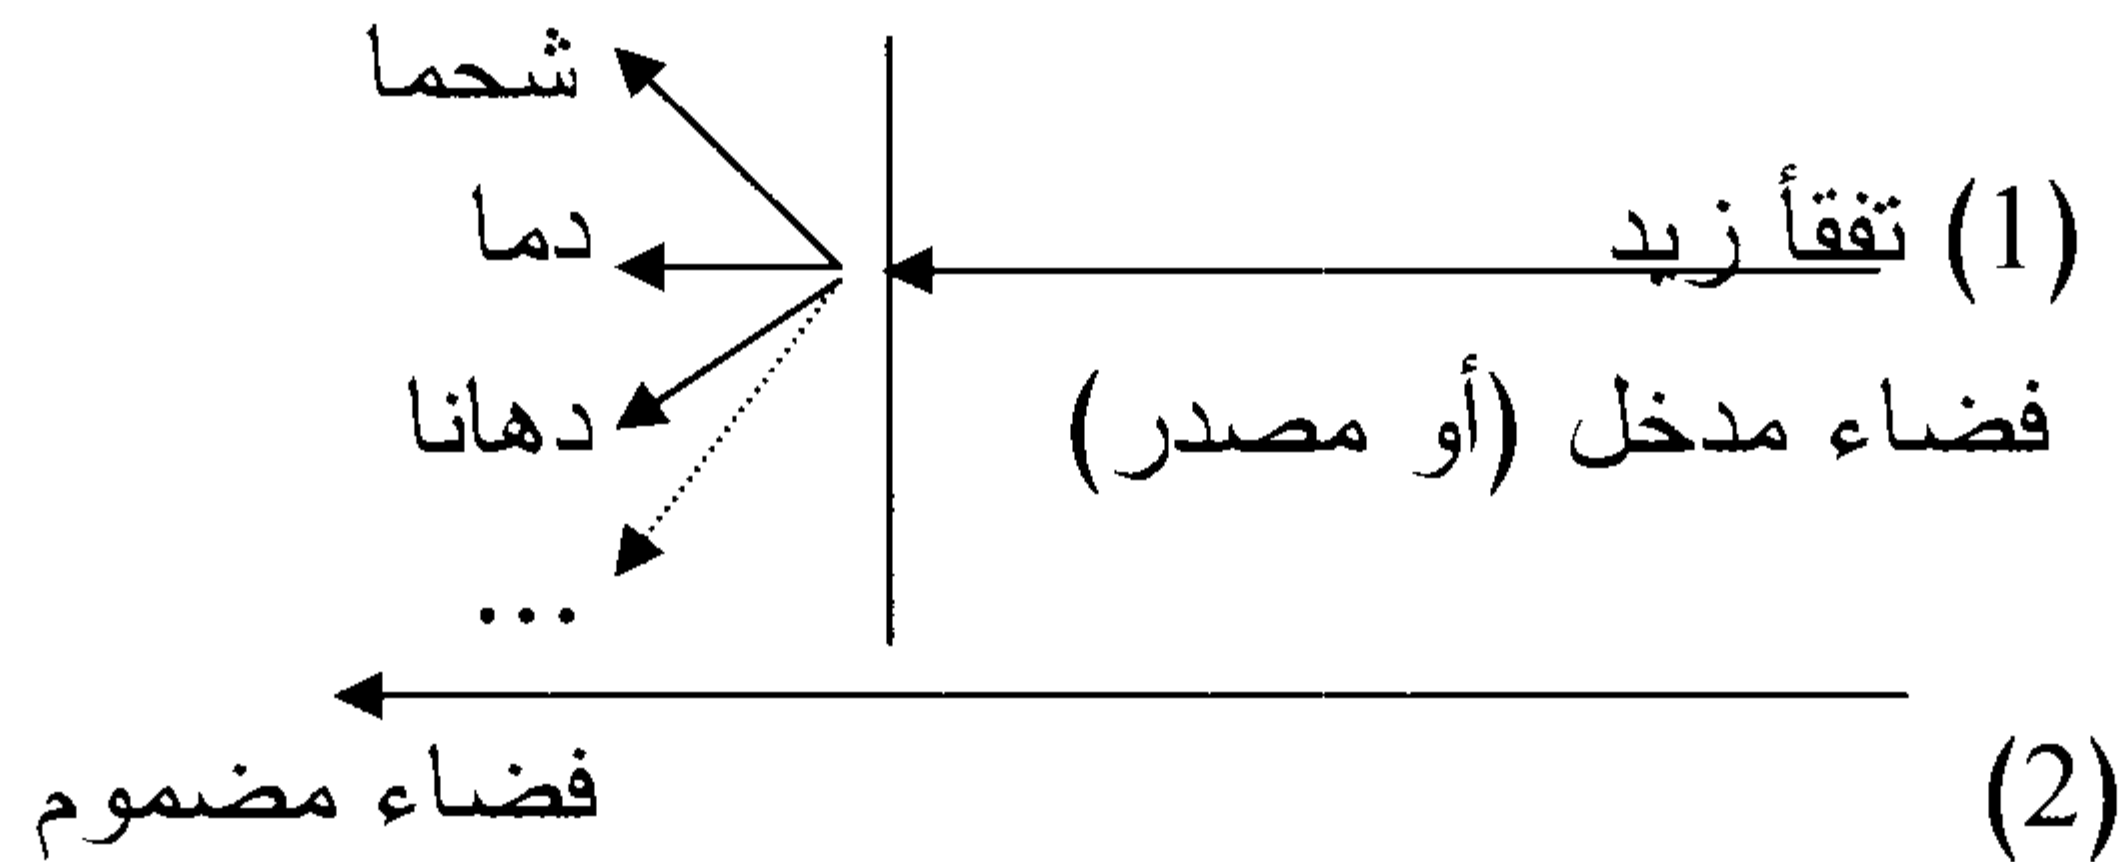 شحما
(1) تفقأ زيد
دما
فضاء مدخل (أو مصدر)
دهانا
...
(2)
فضاء مضموم